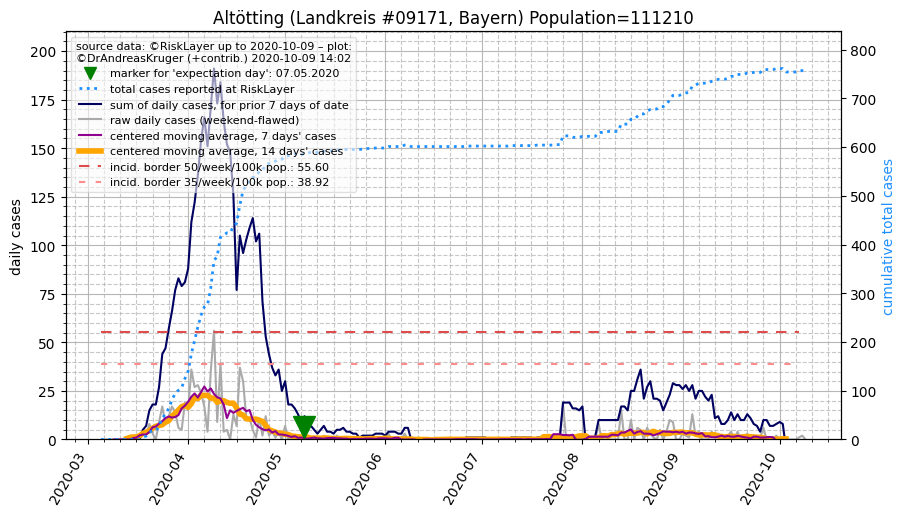 Altötting (Landkreis #09171, Bayern) Population=111210
source data: ©RiskLayer up to 2020-10-09 – plot:
©DrAndreasKruger (+contrib.) 2020-10-09 14:02
marker for 'expectation day': 07.05.2020
total cases reported at RiskLayer
sum of daily cases, for prior 7 days of date
raw daily cases (weekend-flawed)
centered moving average, 7 days' cases
centered moving average, 14 days' cases
incid. border 50/week/100k pop.: 55.60
incid. border 35/week/100k pop.: 38.92
daily cases
200
175
150
125
100
75
50
25
0
cumulative total cases
800
700
600
500
400
300
200
100
0
2020-03
2020-04
2020-05
2020-06
2020-07
2020-08
2020-09
2020-10